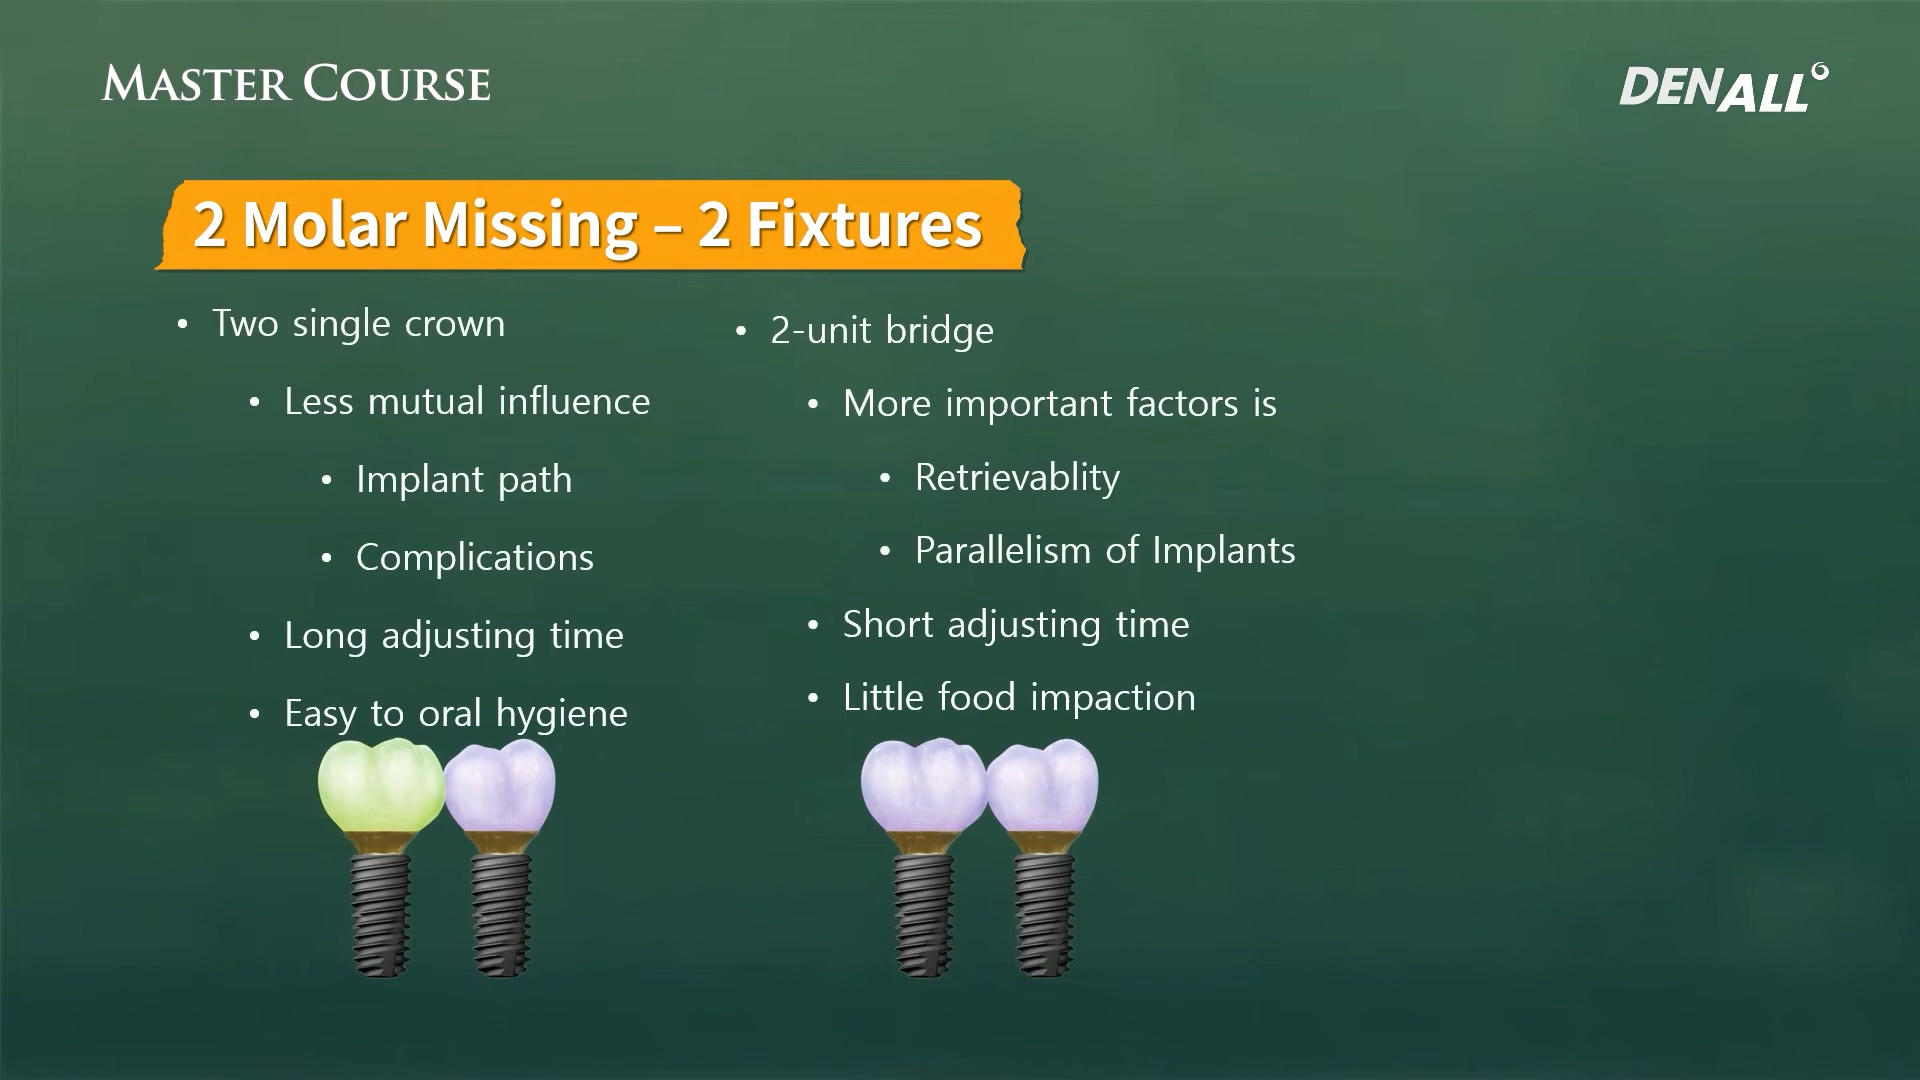 MASTER COURSE
DENALL
2 Molar Missing – 2 Fixtures
• Two single crown
• Less mutual influence
• Implant path
• Complications
• Long adjusting time
• Easy to oral hygiene
• 2-unit bridge
• More important factors is
• Retrievablity
• Parallelism of Implants
• Short adjusting time
• Little food impaction